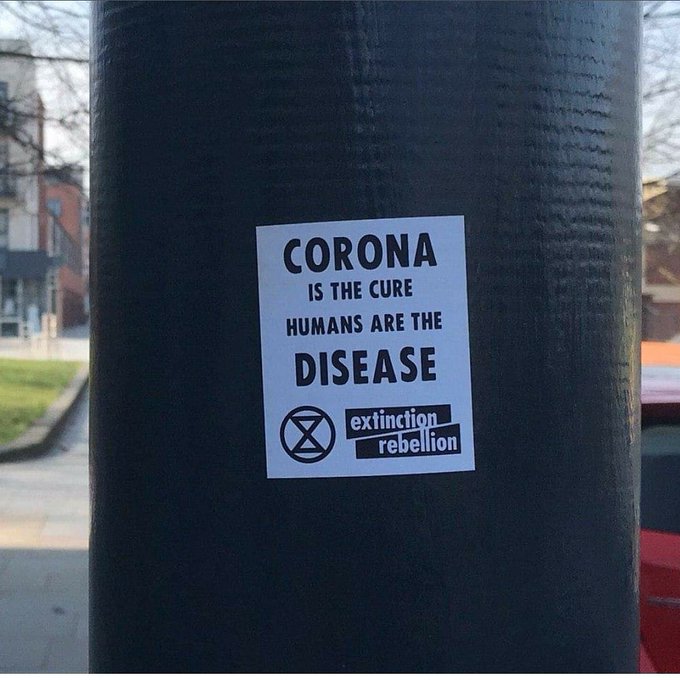 CORONA
IS THE CURE
HUMANS ARE THE
DISEASE
extinction
rebellion